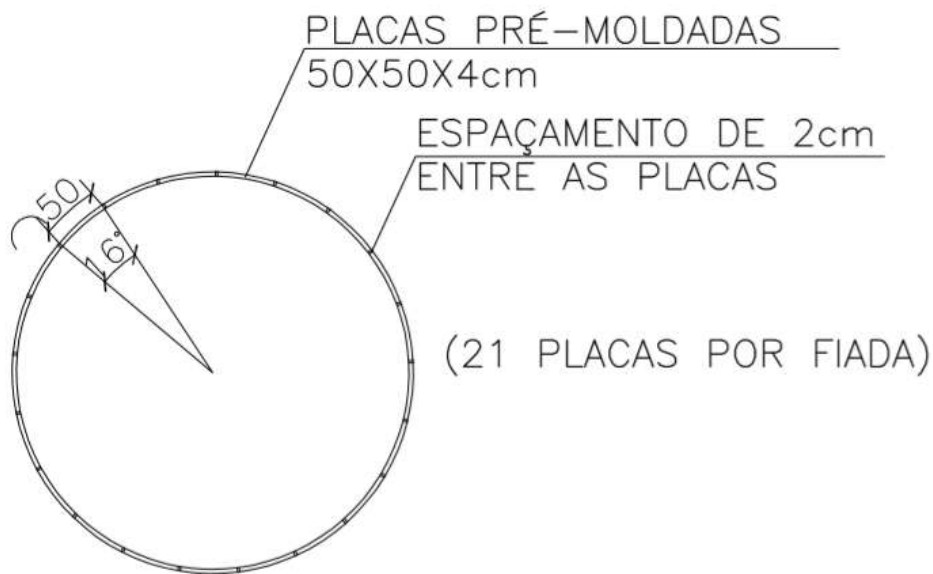 PLACAS PRÉ-MOLDADAS
50X50X4cm
ESPAÇAMENTO DE 2cm
ENTRE AS PLACAS
50
16°
(21 PLACAS POR FIADA)